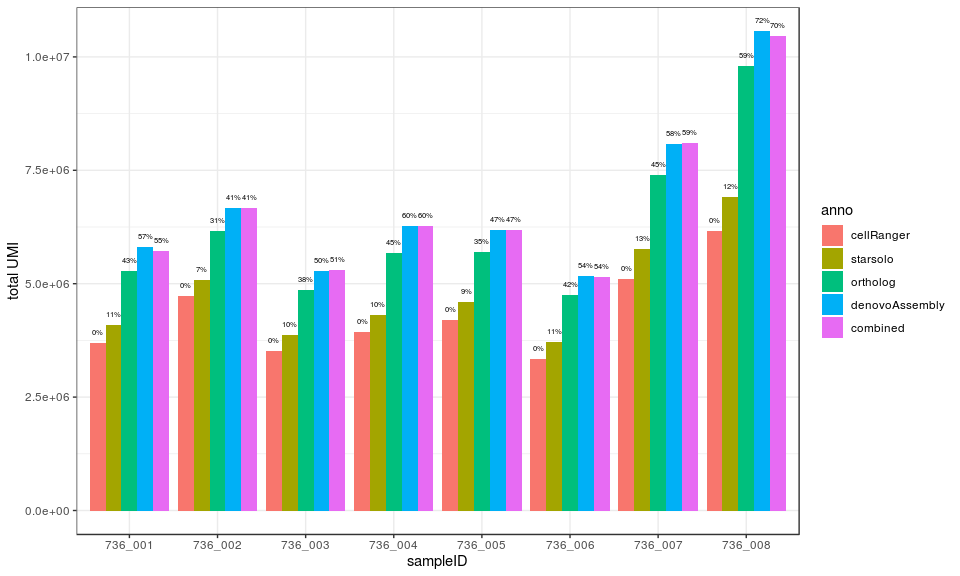 total UMI
1.0e+07
7.5e+06
5.0e+06
2.5e+06
0.0e+00
0% 11% 43% 57% 55%
0% 7% 31% 41% 41%
0% 10% 38% 50% 51%
0% 10% 45% 60% 60%
0% 9% 35% 47% 47%
0% 11% 42% 54% 54%
0% 13% 45% 58% 59%
0% 12% 59% 72% 70%
736_001 736_002 736_003 736_004 736_005 736_006 736_007 736_008
sampleID
anno
cellRanger
starsolo
ortholog
denovoAssembly
combined